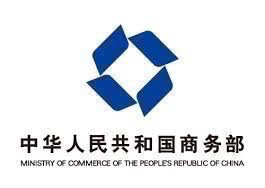 中华人民共和国商务部
MINISTRY OF COMMERCE OF THE PEOPLE'S REPUBLIC OF CHINA